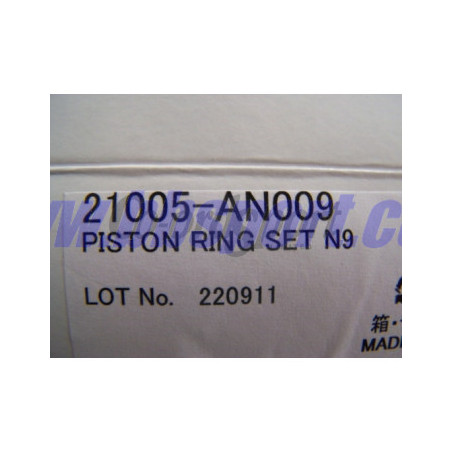 21005-AN009
PISTON RING SET N9
LOT No. 220911
箱・
MADE